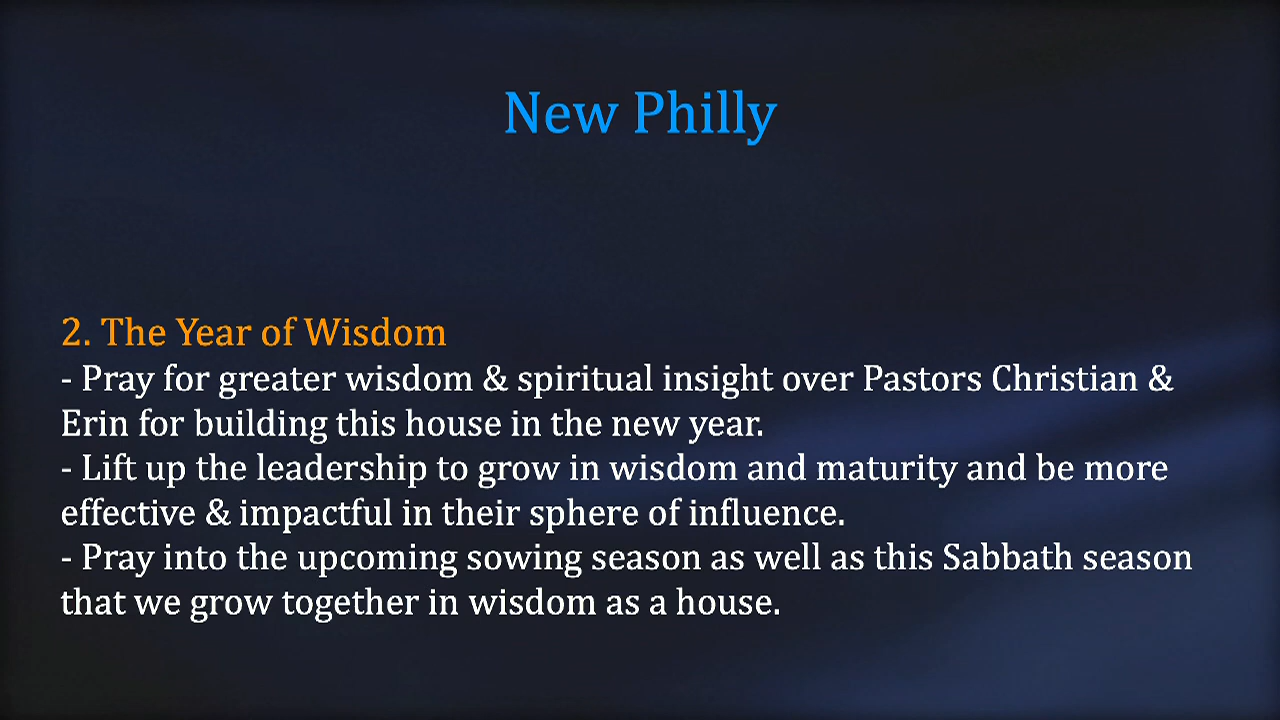 New Philly
2. The Year of Wisdom
- Pray for greater wisdom & spiritual insight over Pastors Christian &
Erin for building this house in the new year.
- Lift up the leadership to grow in wisdom and maturity and be more
effective & impactful in their sphere of influence.
- Pray into the upcoming sowing season as well as this Sabbath season
that we grow together in wisdom as a house.